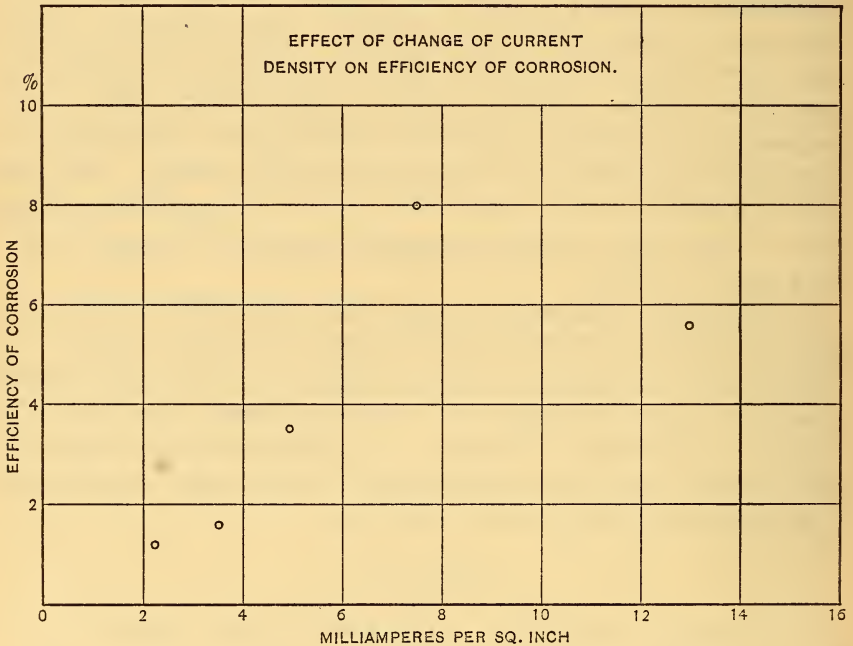 EFFECT OF CHANGE OF CURRENT
DENSITY ON EFFICIENCY OF CORROSION.
%
10
8
6
4
2
EFFICIENCY OF CORROSION
0 2 4 6 8 10 12 14 16
MILLIAMPERES PER SQ. INCH